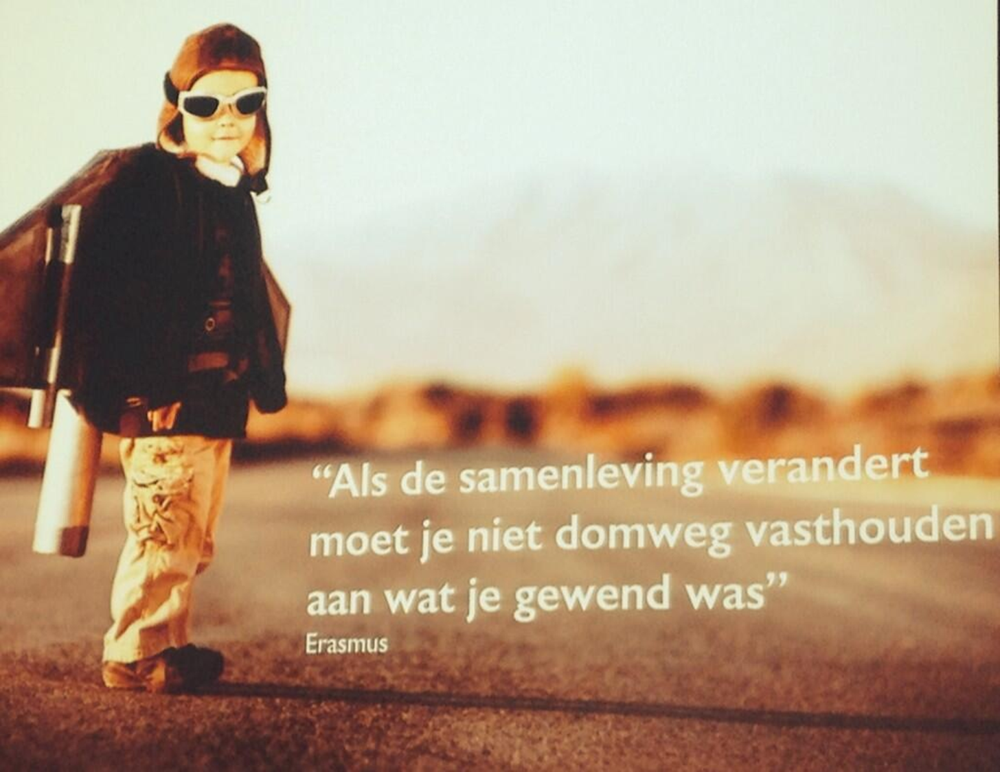 “Als de samenleving verandert
moet je niet domweg vasthouden
aan wat je gewend was”
Erasmus